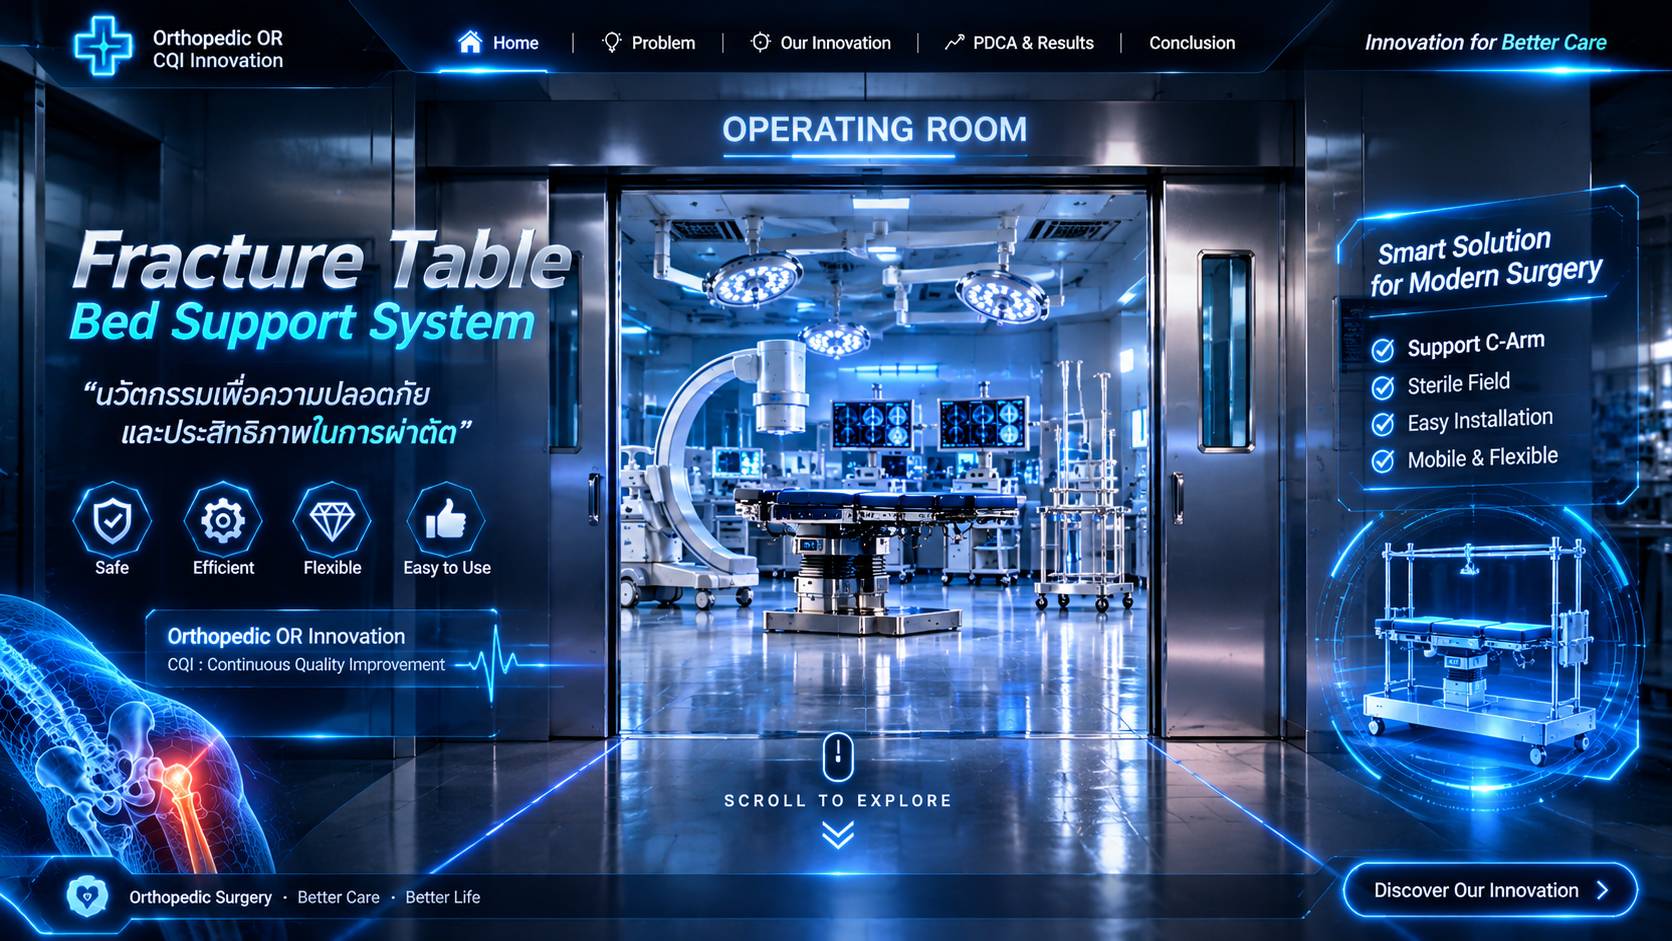 Orthopedic OR
CQI Innovation
Home
Problem
Our Innovation
PDCA & Results
Conclusion
Innovation for Better Care
OPERATING ROOM
Fracture Table
Bed Support System
“นวัตกรรมเพื่อความปลอดภัย
และประสิทธิภาพในการผ่าตัด”
Safe
Efficient
Flexible
Easy to Use
Orthopedic OR Innovation
CQI : Continuous Quality Improvement
Smart Solution
for Modern Surgery
Support C-Arm
Sterile Field
Easy Installation
Mobile & Flexible
SCROLL TO EXPLORE
Orthopedic Surgery · Better Care · Better Life
Discover Our Innovation